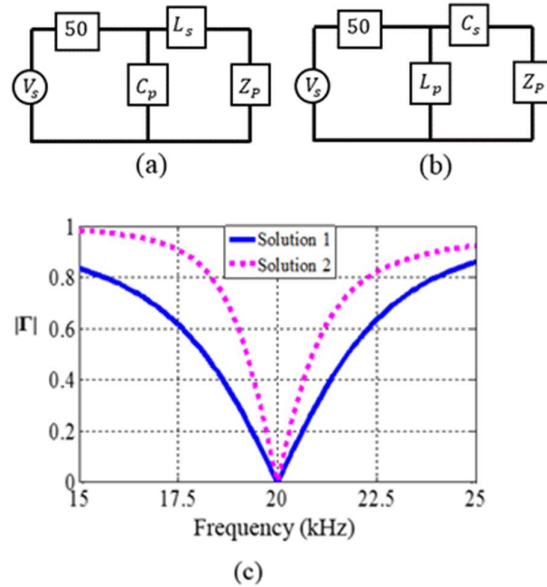 50 L_s
V_s C_p Z_P
(a)
50 C_s
V_s L_p Z_P
(b)
1
0.8
0.6
0.4
0.2
0
|Γ|
Solution 1
Solution 2
15 17.5 20 22.5 25
Frequency (kHz)
(c)